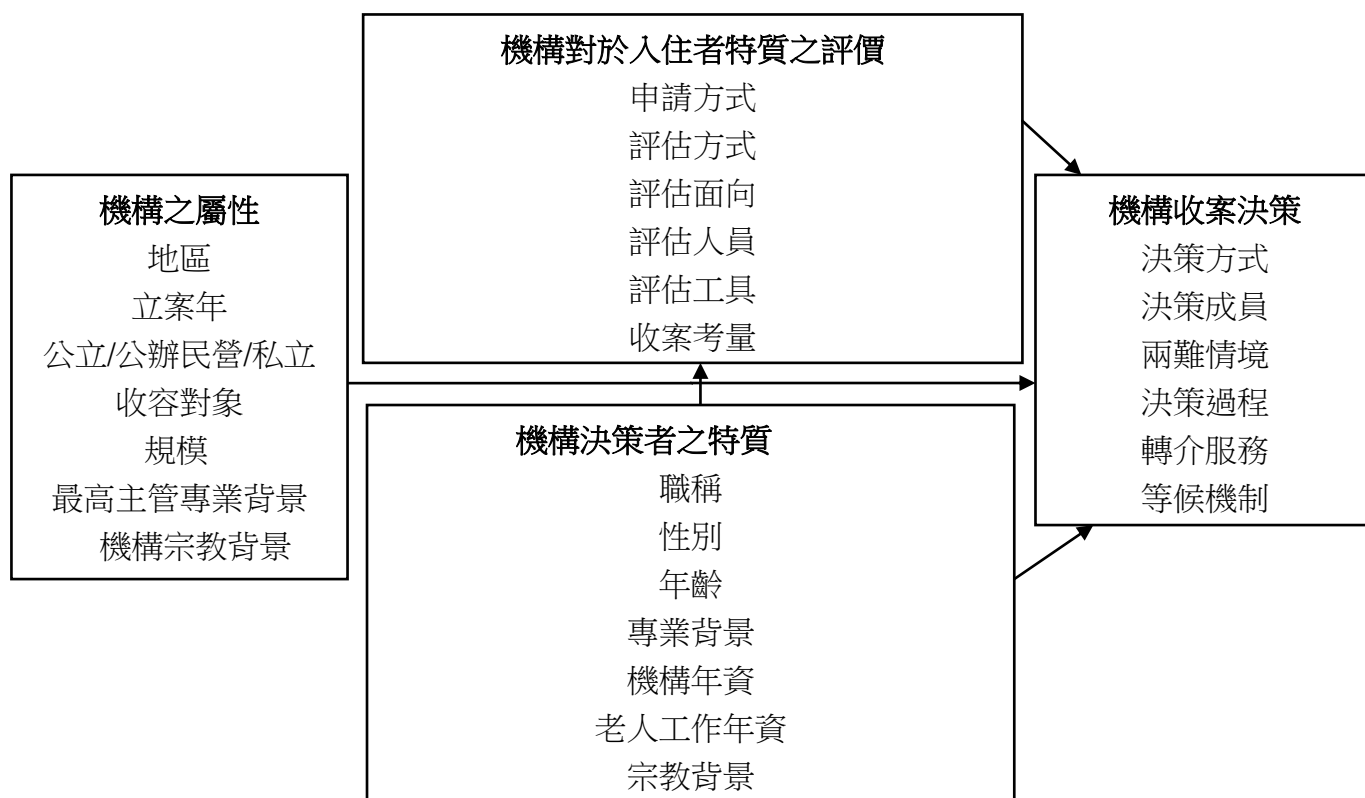 機構對於入住者特質之評價
申請方式
評估方式
評估面向
評估人員
評估工具
收案考量
機構之屬性
地區
立案年
公立/公辦民營/私立
收容對象
規模
最高主管專業背景
機構宗教背景
機構決策者之特質
職稱
性別
年齡
專業背景
機構年資
老人工作年資
宗教背景
機構收案決策
決策方式
決策成員
兩難情境
決策過程
轉介服務
等候機制